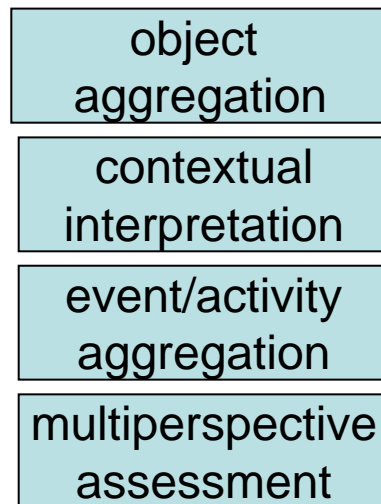 object
aggregation
contextual
interpretation
event/activity
aggregation
multiperspective
assessment